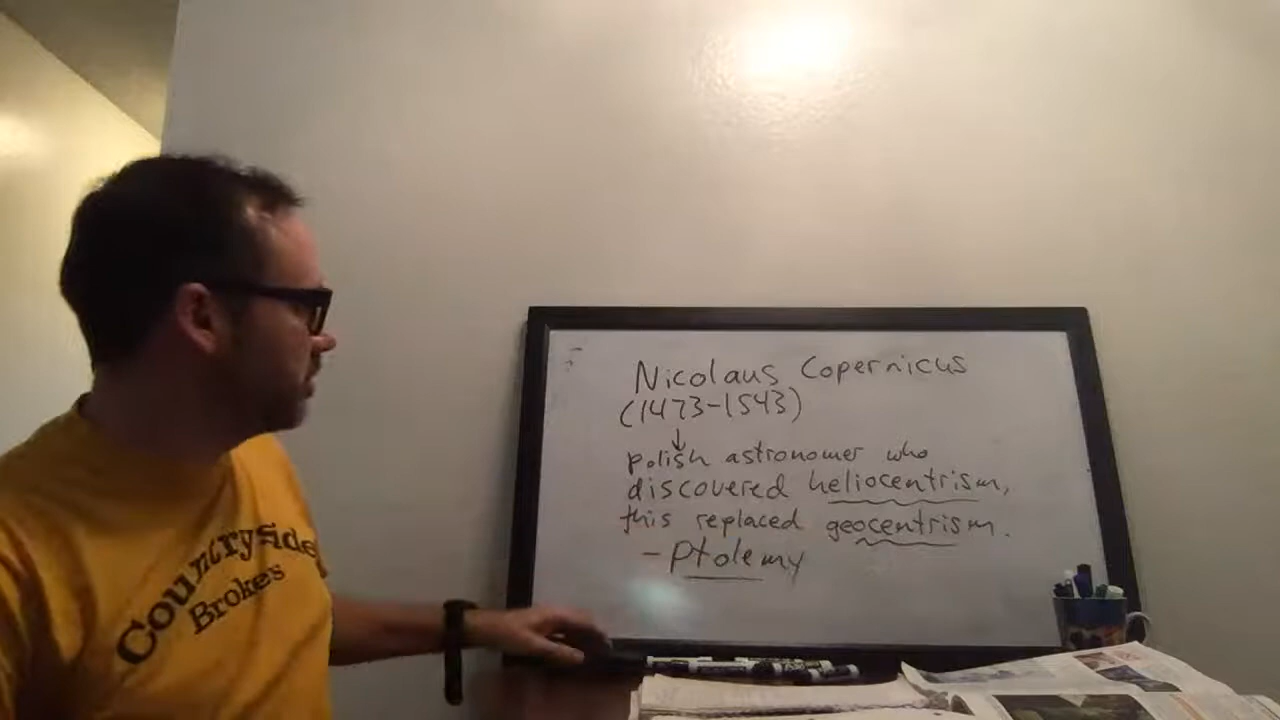 Nicolaus Copernicus
(1473-1543)
polish astronomer who
discovered heliocentrism,
this replaced geocentrism.
- Ptolemy
Countryside
Brokers